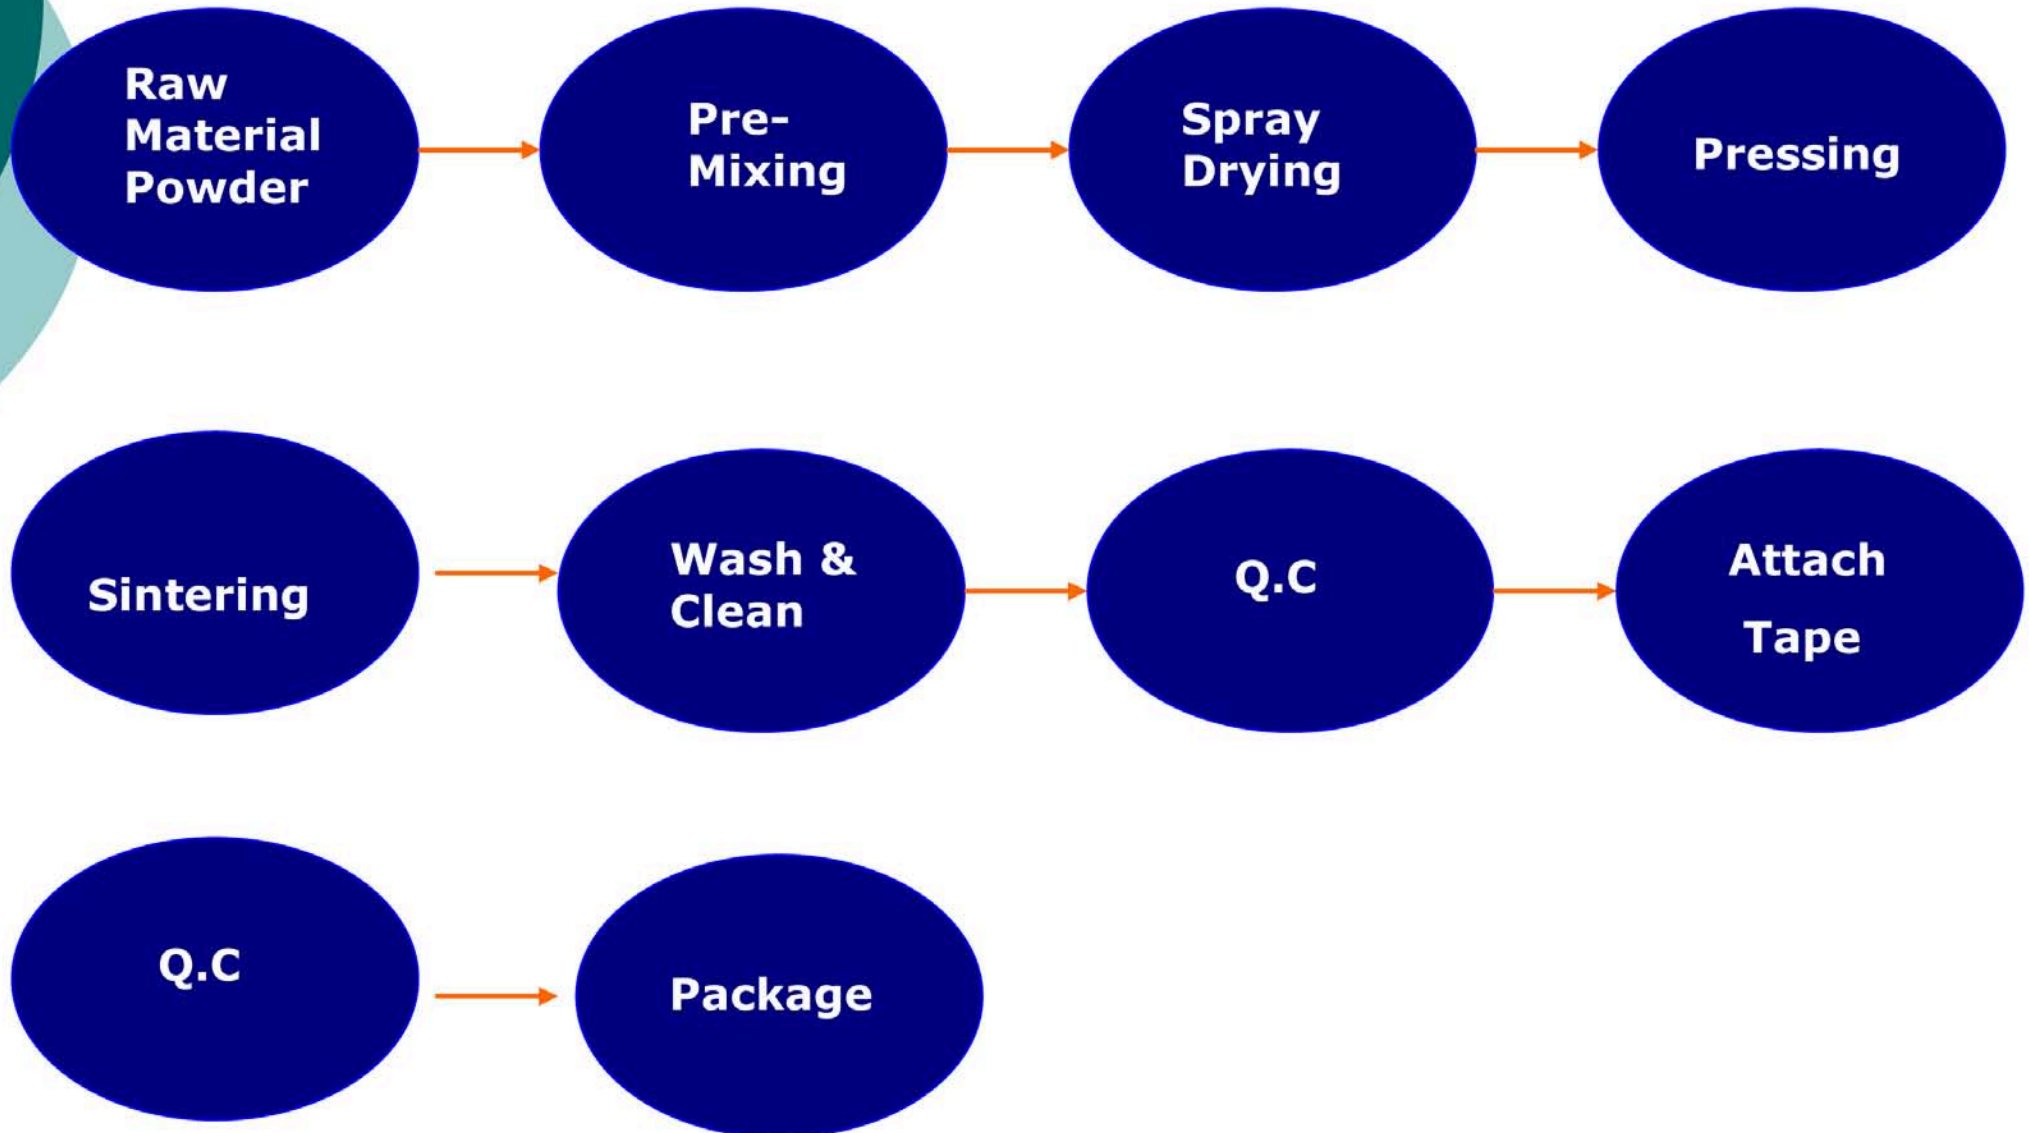 Raw
Material
Powder
Pre-
Mixing
Spray
Drying
Pressing
Sintering
Wash &
Clean
Q.C
Attach
Tape
Q.C
Package